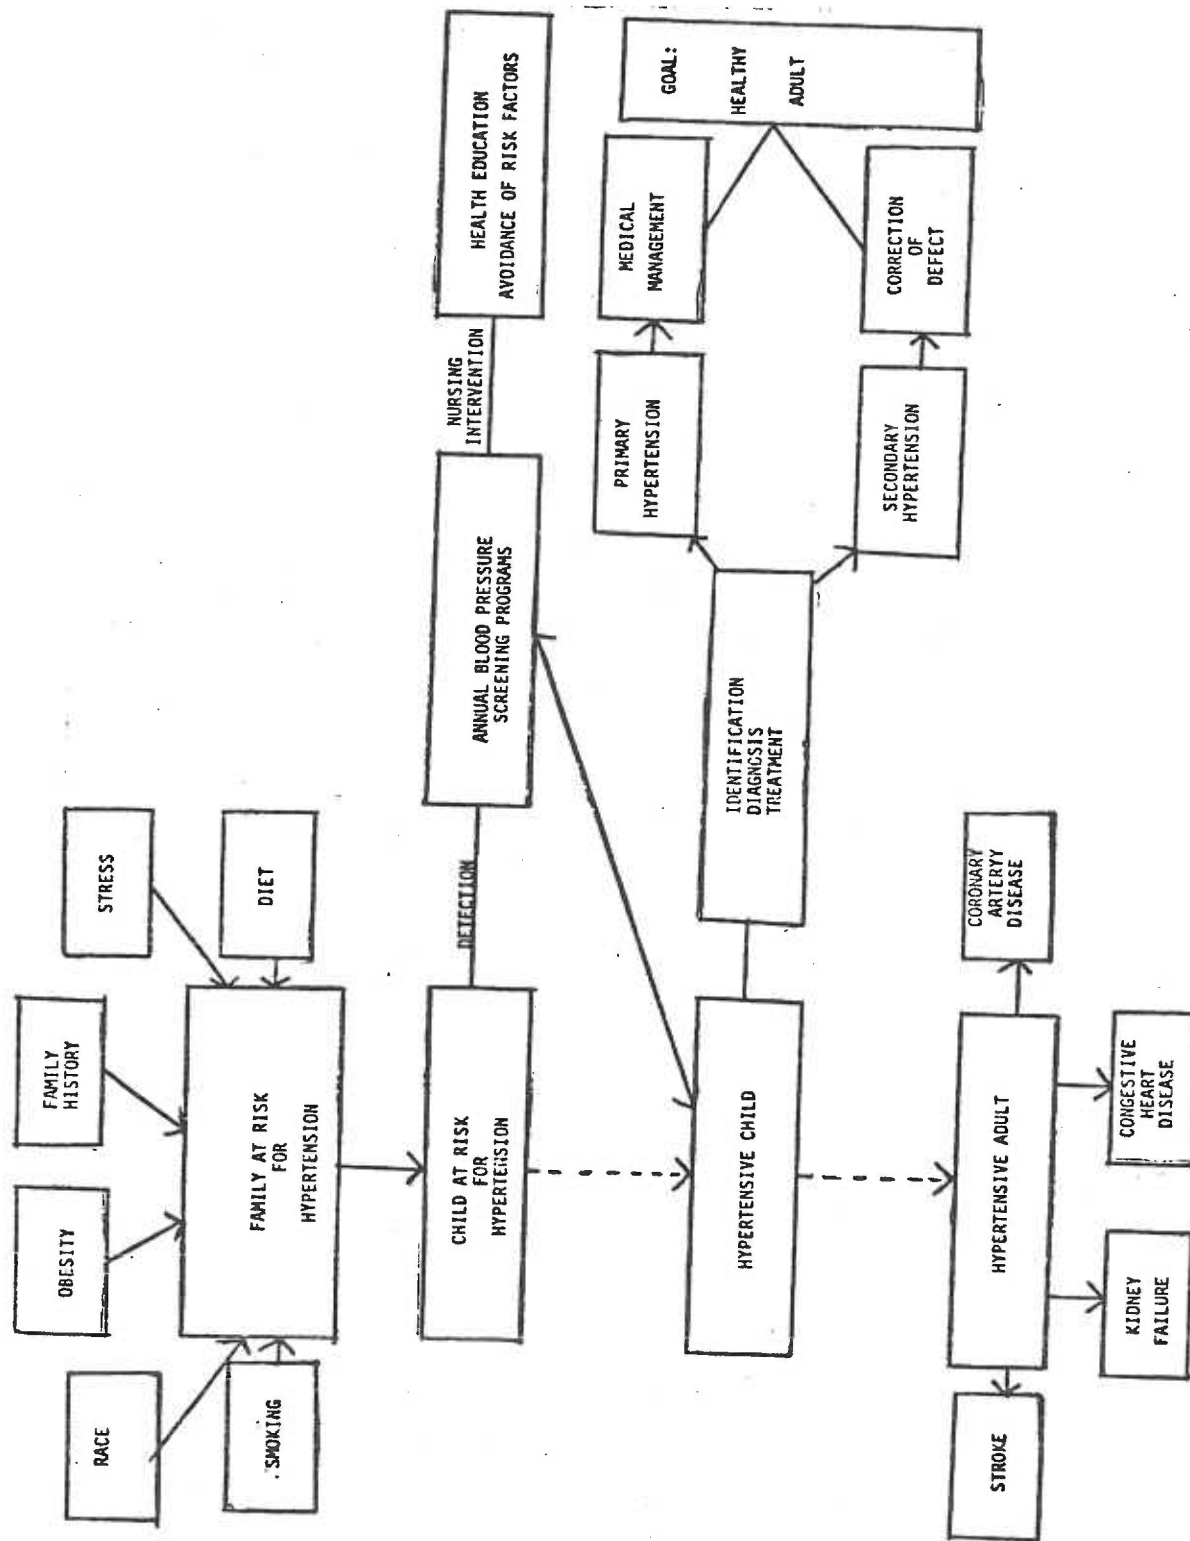 RACE
OBESITY
FAMILY
HISTORY
STRESS
SMOKING
DIET
FAMILY AT RISK
FOR
HYPERTENSION
CHILD AT RISK
FOR
HYPERTENSION
DETECTION
ANNUAL BLOOD PRESSURE
SCREENING PROGRAMS
NURSING
INTERVENTION
HEALTH EDUCATION
AVOIDANCE OF RISK FACTORS
HYPERTENSIVE CHILD
IDENTIFICATION
DIAGNOSIS
TREATMENT
PRIMARY
HYPERTENSION
MEDICAL
MANAGEMENT
SECONDARY
HYPERTENSION
CORRECTION
OF
DEFECT
GOAL:
HEALTHY
ADULT
HYPERTENSIVE ADULT
STROKE
KIDNEY
FAILURE
CONGESTIVE
HEART
DISEASE
CORONARY
ARTERYY
DISEASE